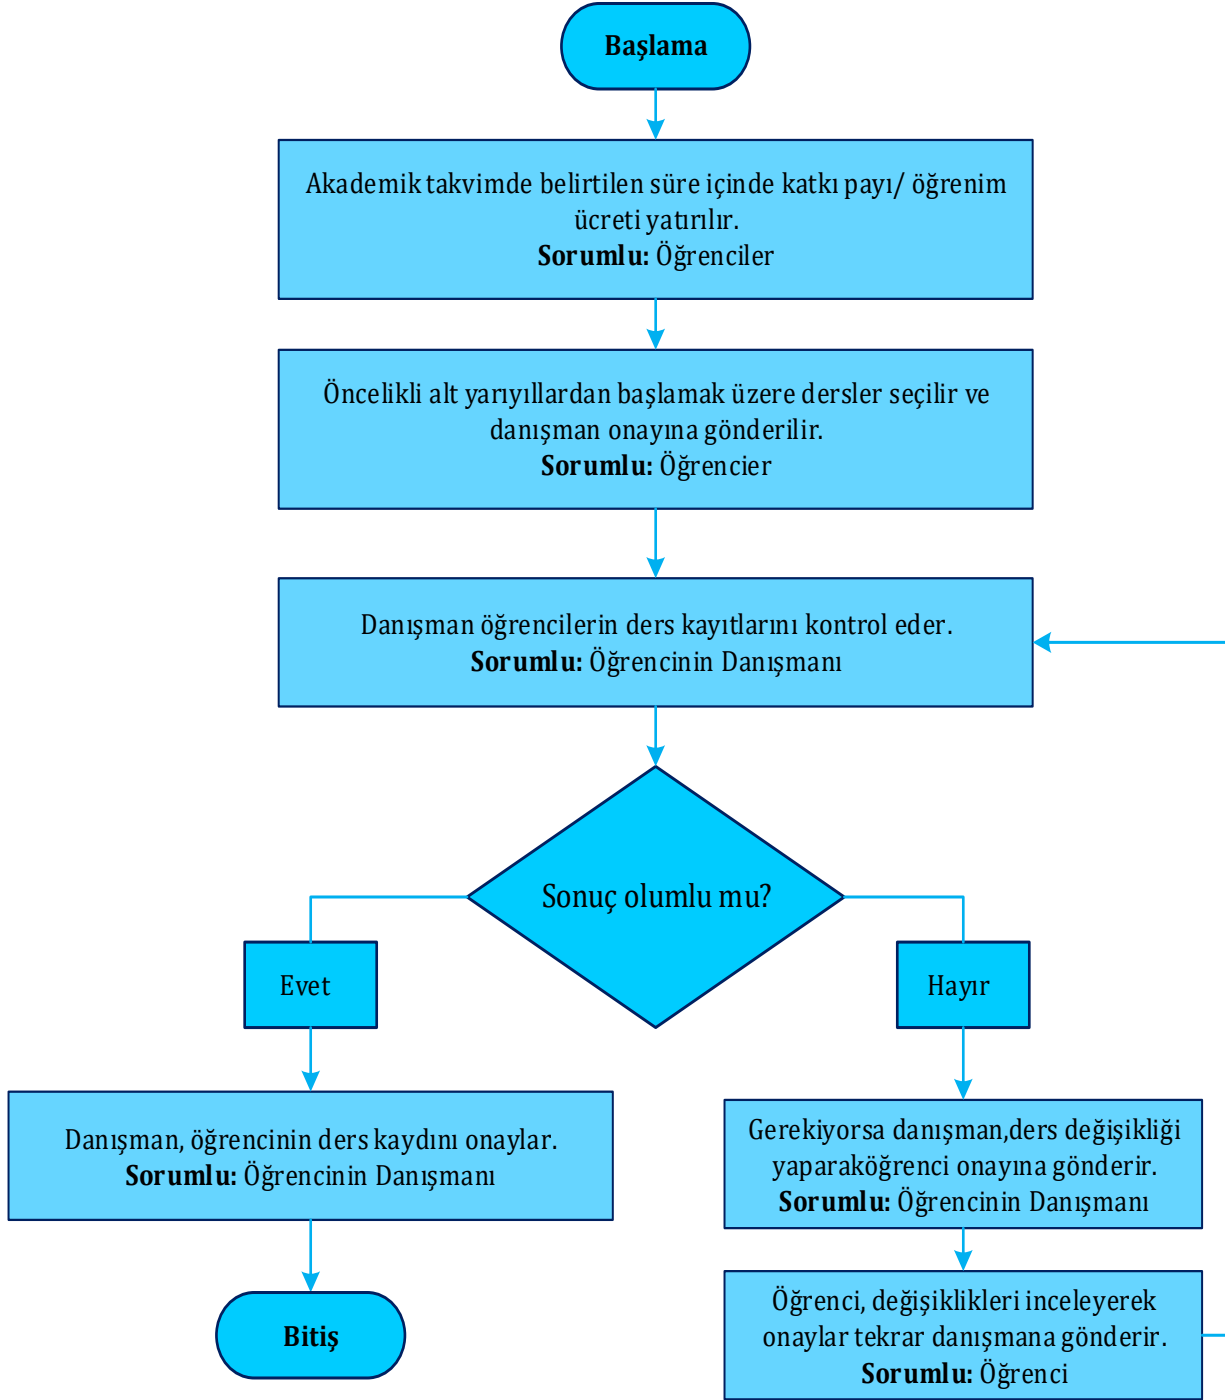 Başlama
Akademik takvimde belirtilen süre içinde katkı payı/ öğrenim
ücreti yatırılır.
Sorumlu: Öğrenciler
Öncelikli alt yarıyıllardan başlamak üzere dersler seçilir ve
danışman onayına gönderilir.
Sorumlu: Öğrencier
Danışman öğrencilerin ders kayıtlarını kontrol eder.
Sorumlu: Öğrencinin Danışmanı
Sonuç olumlu mu?
Evet
Hayır
Danışman, öğrencinin ders kaydını onaylar.
Sorumlu: Öğrencinin Danışmanı
Gerekiyorsa danışman,ders değişikliği
yaparaköğrenci onayına gönderir.
Sorumlu: Öğrencinin Danışmanı
Bitiş
Öğrenci, değişiklikleri inceleyerek
onaylar tekrar danışmana gönderir.
Sorumlu: Öğrenci